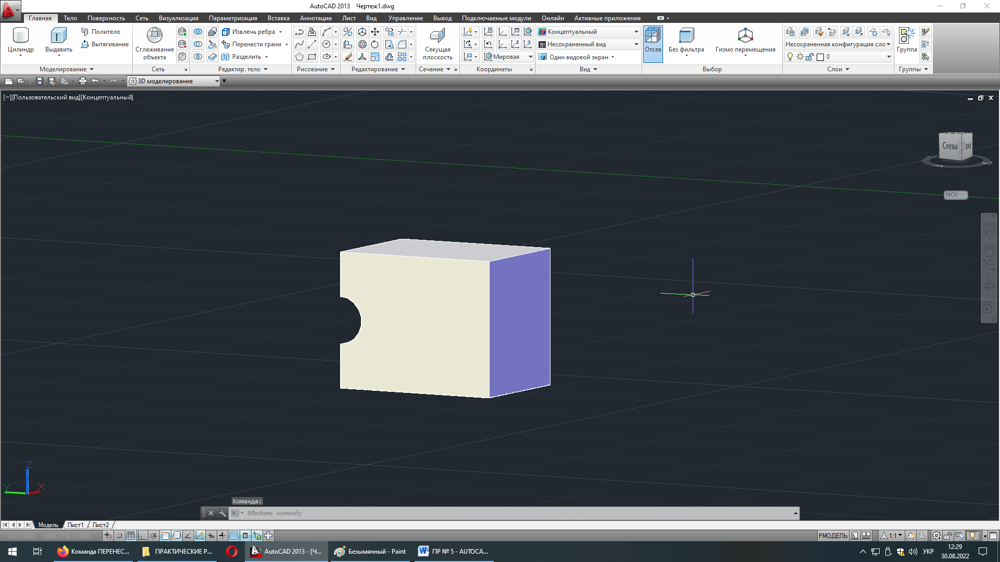 AutoCAD 2013 Чертеж1.dwg
Главная Тело Поверхность Сеть Визуализация Параметризация Вставка Аннотации Лист Вид Управление Вывод Подключаемые модули Онлайн Активные приложения
Цилиндр
Выдавить
Политело
Вытягивание
Сглаживание
объекта
Извлечь ребра
Перенести грани
Разделить
Секущая
плоскость
Мировая
Концептуальный
Несохраненный вид
Один видовой экран
Отсев
Без фильтра
Гизмо перемещения
Несохраненная конфигурация сло
0
Группа
Моделирование Сеть Редактир. тело Рисование Редактирование Сечение Координаты Вид Выбор Слои Группы
3D моделирование
[−][Пользовательский вид][Концептуальный]
Слева
МСК
Z
Y
X
Команда:
Введите команду
Модель Лист1 Лист2
-5432.8660, 13699.7396, 0.0000
РМОДЕЛЬ
1:1
Команда ПЕРЕНЕС...
ПРАКТИЧЕСКИЕ Р...
AutoCAD 2013 - [Ч...
Безымянный - Paint
ПР № 5 - AUTOCA...
УКР
12:29
30.08.2022